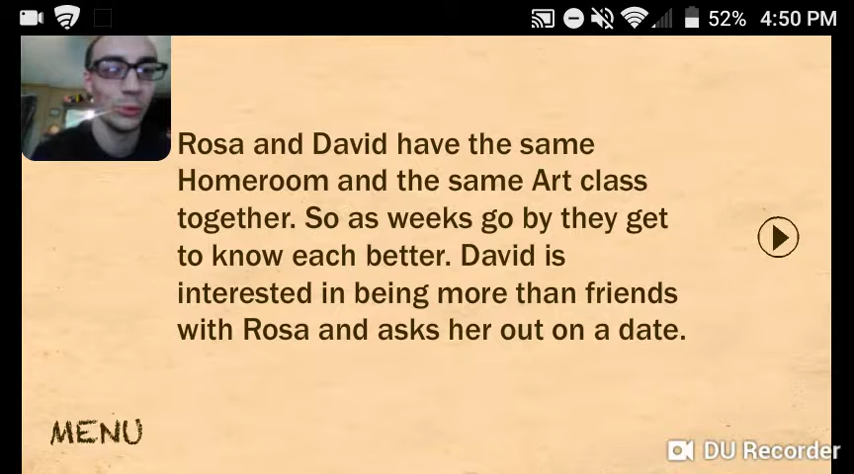 52% 4:50 PM
Rosa and David have the same
Homeroom and the same Art class
together. So as weeks go by they get
to know each better. David is
interested in being more than friends
with Rosa and asks her out on a date.
MENU
DU Recorder